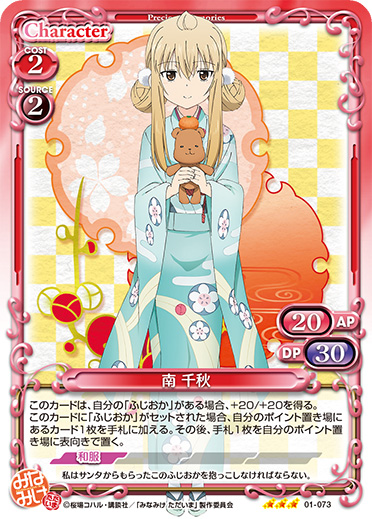 Precious Memories
Character
COST
2
SOURCE
2
20 AP
DP 30
南 千秋
このカードは、自分の「ふじおか」がある場合、+20/+20を得る。
このカードに「ふじおか」がセットされた場合、自分のポイント置き場に
あるカード1枚を手札に加える。その後、手札1枚を自分のポイント置
き場に表向きで置く。
和服
私はサンタからもらったこのふじおかを抱っこしなければならない。
みなみけ
©桜場コハル・講談社/「みなみけ ただいま」製作委員会
★★★ 01-073